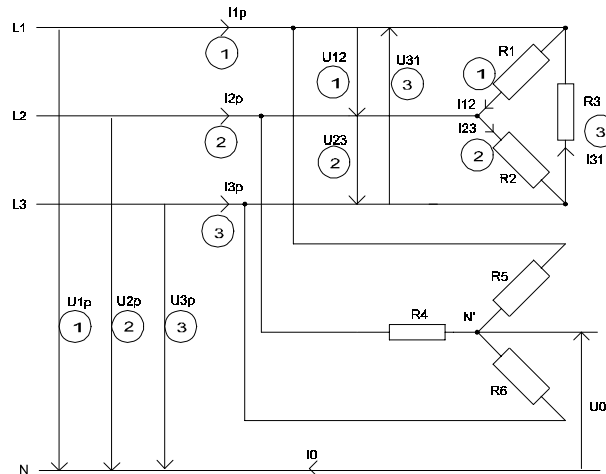 L1 I1p
1
U12 U31 R1
1 3 1 R3
L2 I2p I12
2 U23 I23 3
2 2 I31
R2
L3 I3p
3
R5
U1p U2p U3p
1 2 3 R4 N'
R6
U0
I0
N